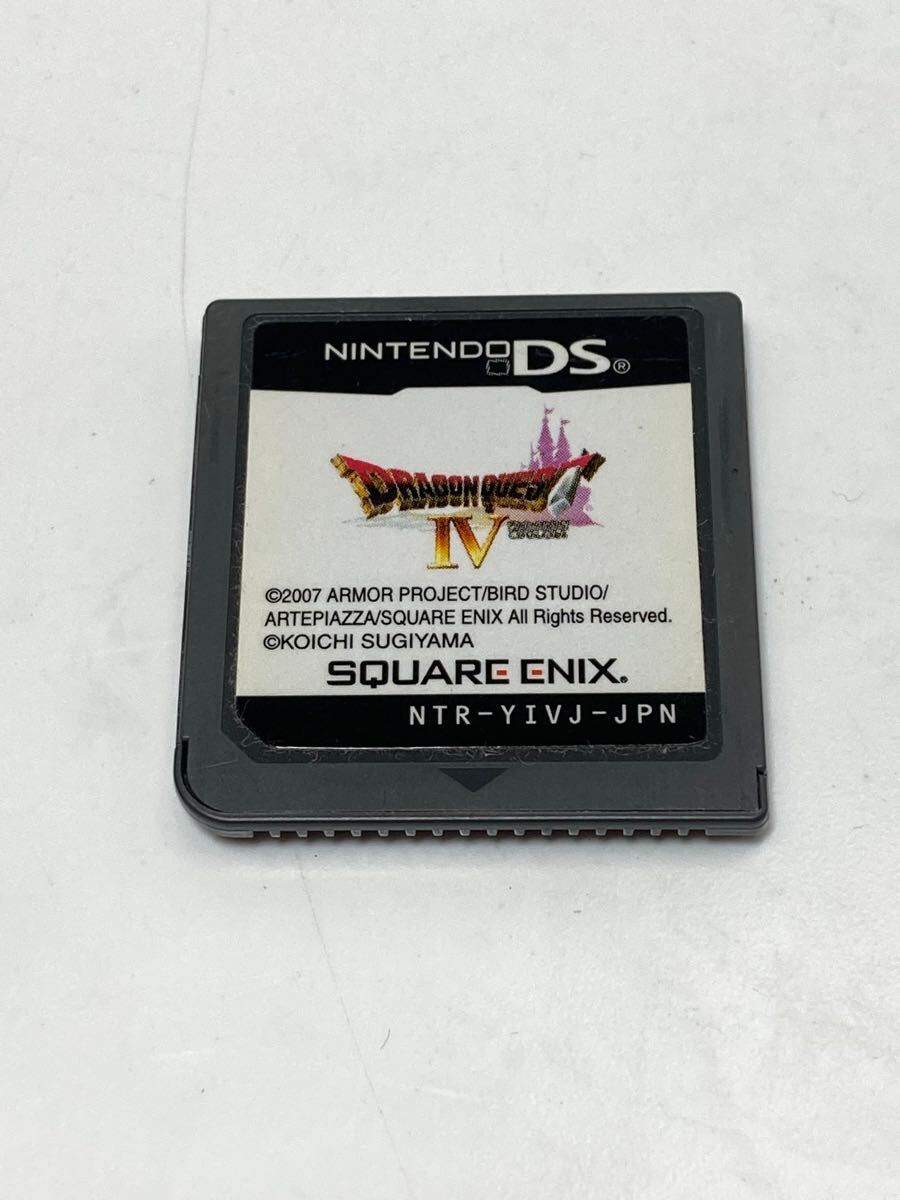 NINTENDO DS®
DRAGON QUEST
IV
©2007 ARMOR PROJECT/BIRD STUDIO/
ARTEPIAZZA/SQUARE ENIX All Rights Reserved.
©KOICHI SUGIYAMA
SQUARE ENIX®
NTR-YIVJ-JPN